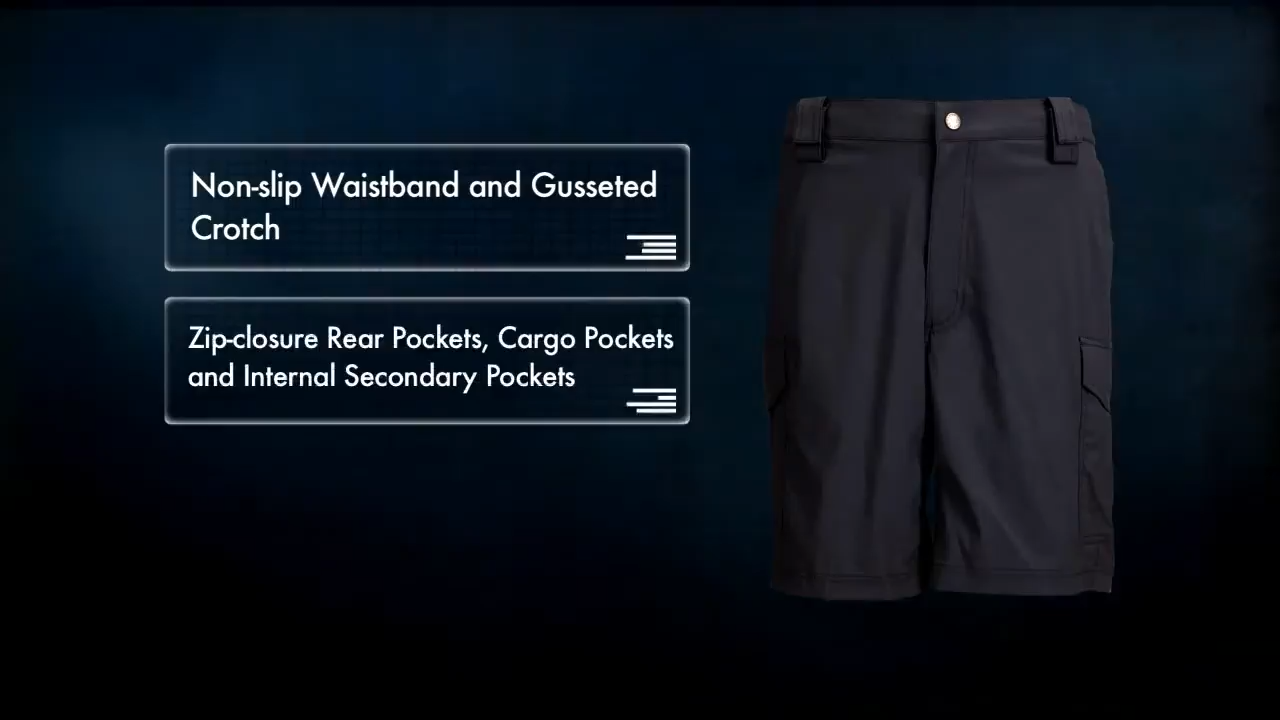 Non-slip Waistband and Gusseted
Crotch
Zip-closure Rear Pockets, Cargo Pockets
and Internal Secondary Pockets